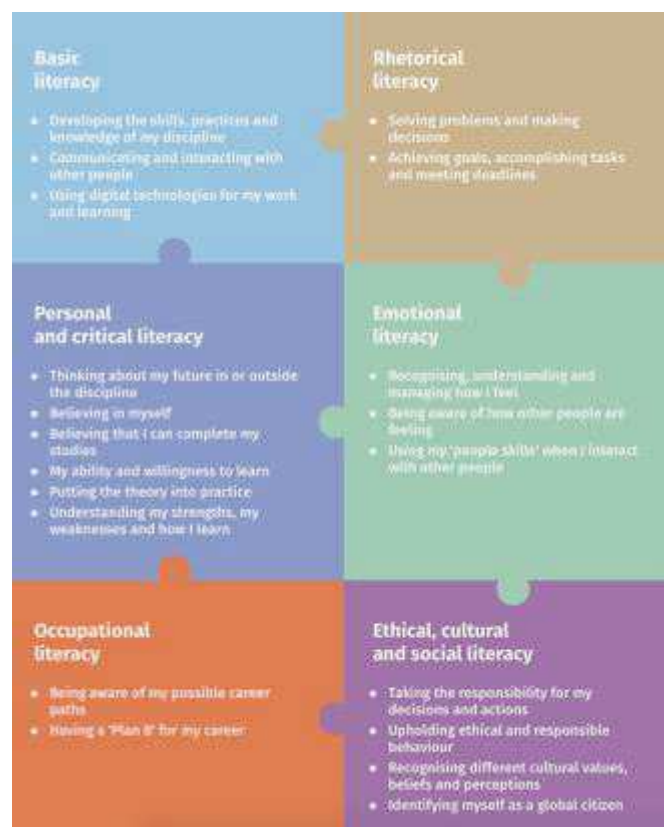 Basic
literacy
Developing the skills, practices and
knowledge of my discipline
Communicating and interacting with
other people
Using digital technologies for my work
and learning
Rhetorical
literacy
Solving problems and making
decisions
Achieving goals, accomplishing tasks
and meeting deadlines
Personal
and critical literacy
Thinking about my future in or outside
the discipline
Believing in myself
Believing that I can complete my
studies
My ability and willingness to learn
Putting the theory into practice
Understanding my strengths, my
weaknesses and how I learn
Emotional
literacy
Recognising, understanding and
managing how I feel
Being aware of how other people are
feeling
Using my 'people skills' when I interact
with other people
Occupational
literacy
Being aware of my possible career
paths
Having a 'Plan B' for my career
Ethical, cultural
and social literacy
Taking the responsibility for my
decisions and actions
Upholding ethical and responsible
behaviour
Recognising different cultural values,
beliefs and perceptions
Identifying myself as a global citizen